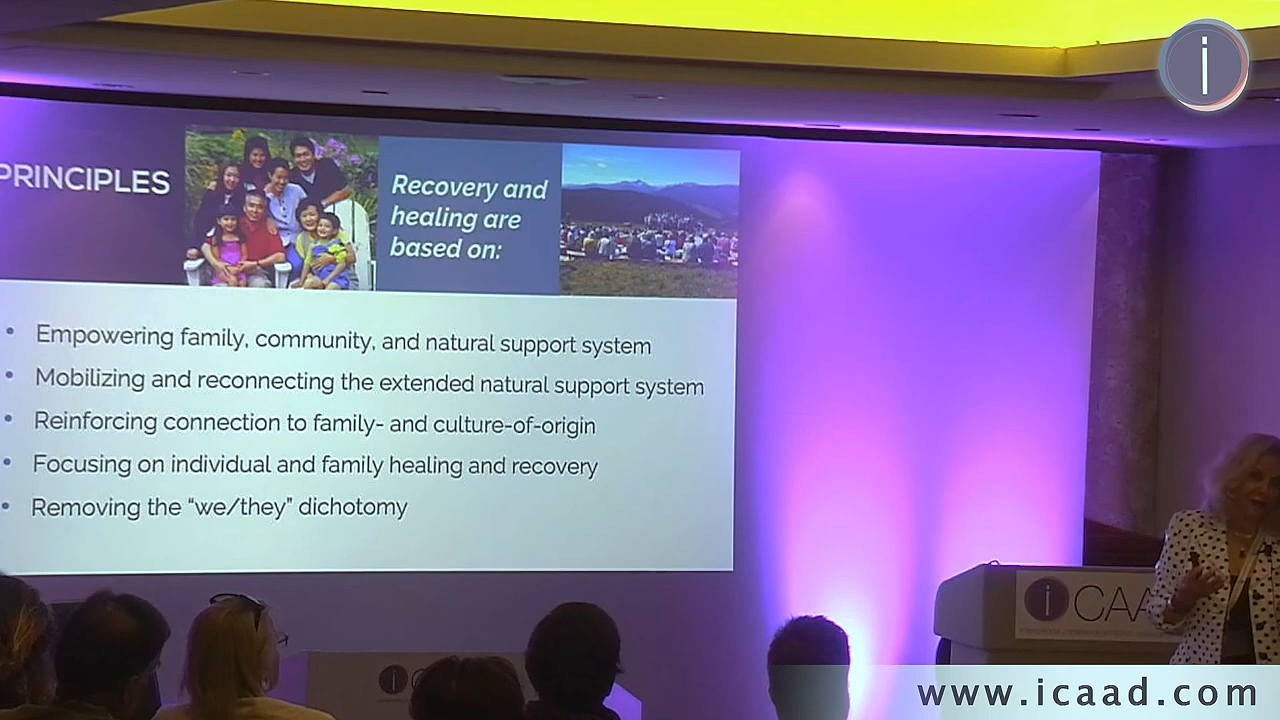 i
PRINCIPLES
Recovery and
healing are
based on:
• Empowering family, community, and natural support system
• Mobilizing and reconnecting the extended natural support system
• Reinforcing connection to family- and culture-of-origin
• Focusing on individual and family healing and recovery
• Removing the “we/they” dichotomy
i CAA
i
www.icaad.com